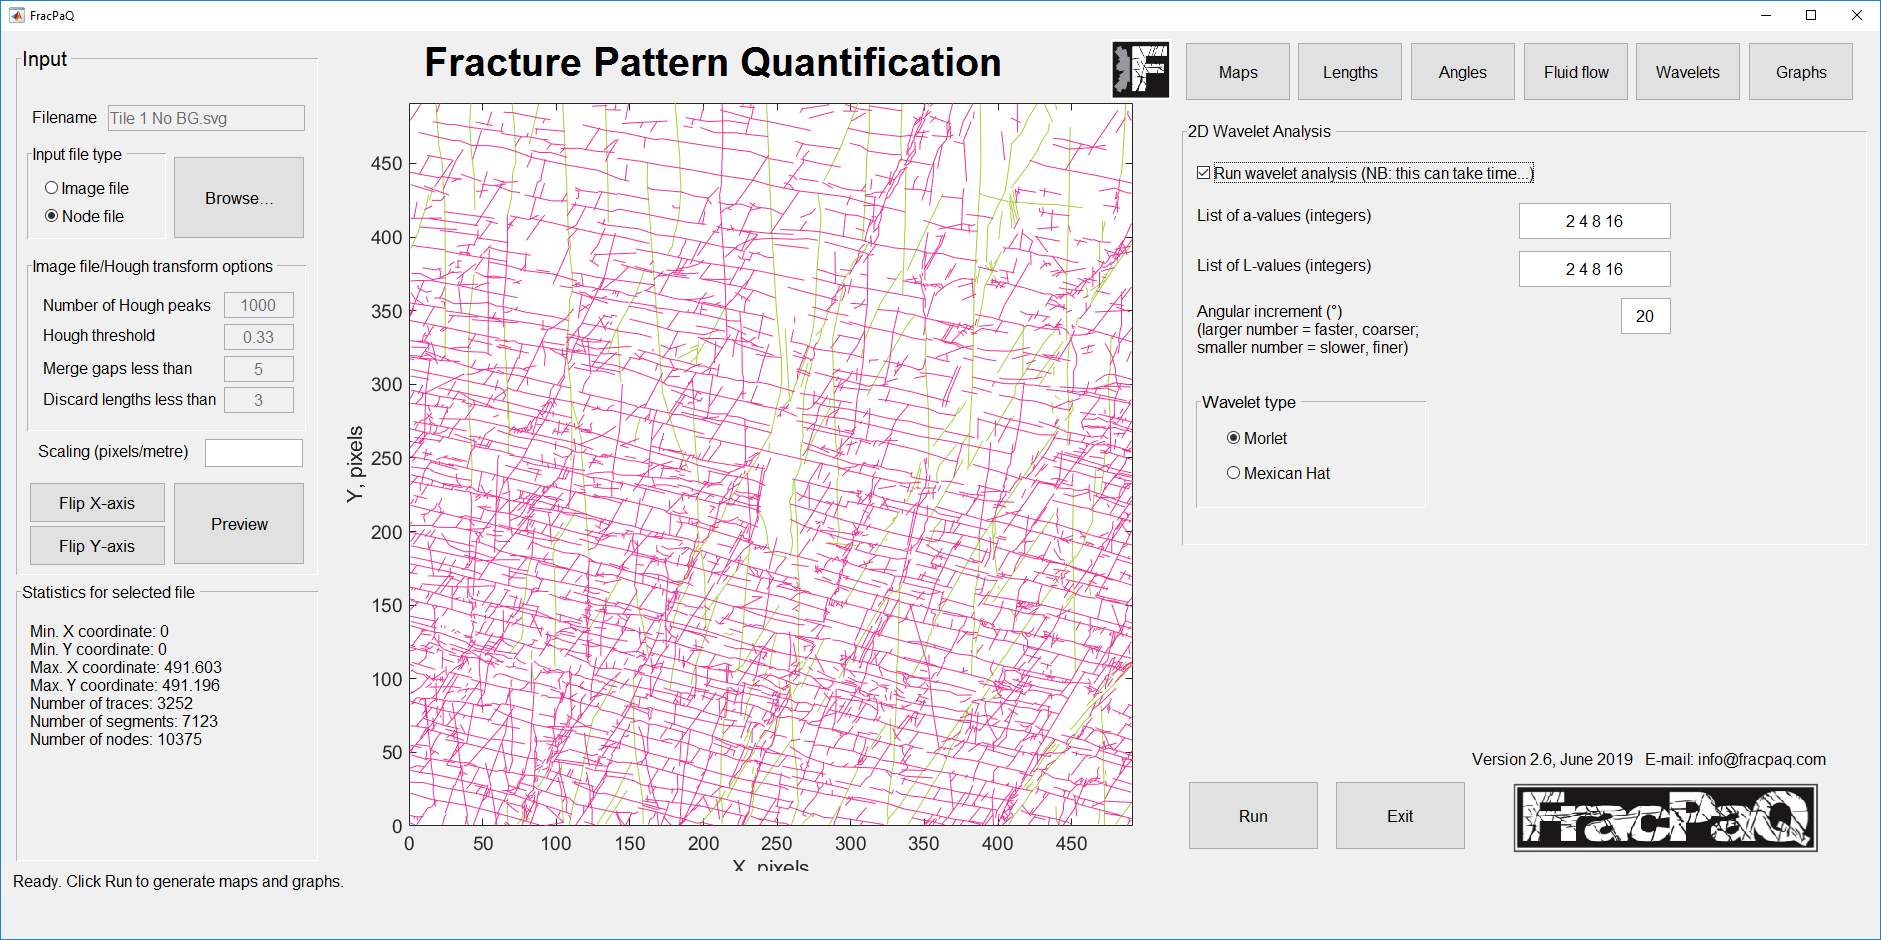 FracPaQ
Input
Filename
Tile 1 No BG.svg
Input file type
Image file
Node file
Browse...
Image file/Hough transform options
Number of Hough peaks
1000
Hough threshold
0.33
Merge gaps less than
5
Discard lengths less than
3
Scaling (pixels/metre)
Flip X-axis
Flip Y-axis
Preview
Statistics for selected file
Min. X coordinate: 0
Min. Y coordinate: 0
Max. X coordinate: 491.603
Max. Y coordinate: 491.196
Number of traces: 3252
Number of segments: 7123
Number of nodes: 10375
Ready. Click Run to generate maps and graphs.
Fracture Pattern Quantification
F
Y, pixels
450
400
350
300
250
200
150
100
50
0
0 50 100 150 200 250 300 350 400 450
X, pixels
Maps
Lengths
Angles
Fluid flow
Wavelets
Graphs
2D Wavelet Analysis
Run wavelet analysis (NB: this can take time...)
List of a-values (integers)
2 4 8 16
List of L-values (integers)
2 4 8 16
Angular increment (°)
(larger number = faster, coarser;
smaller number = slower, finer)
20
Wavelet type
Morlet
Mexican Hat
Version 2.6, June 2019 E-mail: info@fracpaq.com
Run
Exit
FracPaQ